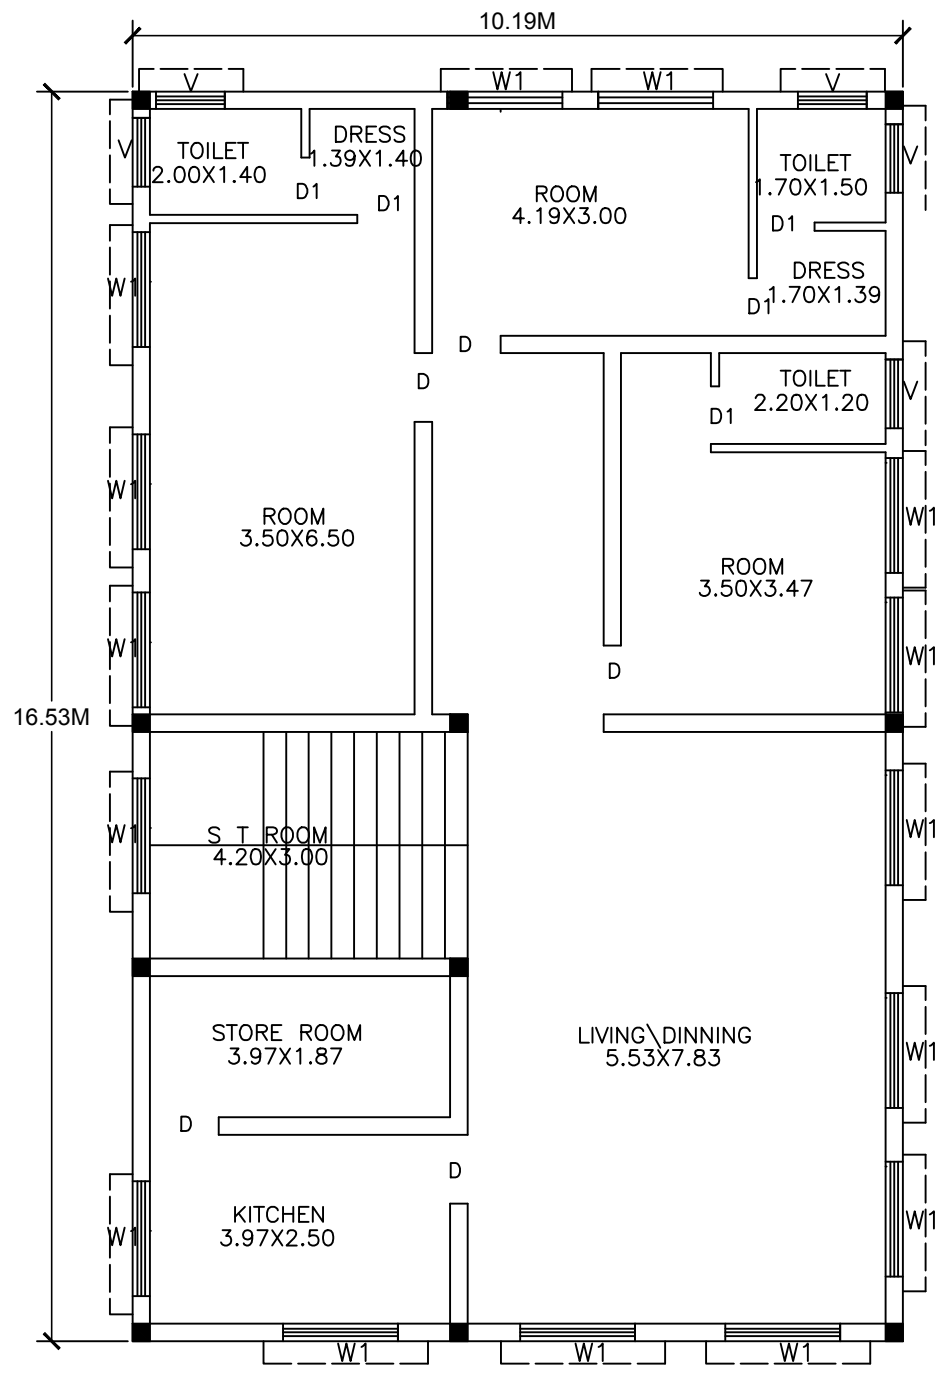 10.19M
V
W1
W1
V
V
TOILET
2.00X1.40
DRESS
1.39X1.40
D1
D1
ROOM
4.19X3.00
TOILET
1.70X1.50
V
D1
DRESS
1.70X1.39
D1
W1
D
D
TOILET
2.20X1.20
V
D1
W1
ROOM
3.50X6.50
W1
ROOM
3.50X3.47
W1
W1
D
16.53M
W1
S T ROOM
4.20X3.00
W1
STORE ROOM
3.97X1.87
LIVING\DINNING
5.53X7.83
W1
D
D
KITCHEN
3.97X2.50
W1
W1
W1
W1
W1